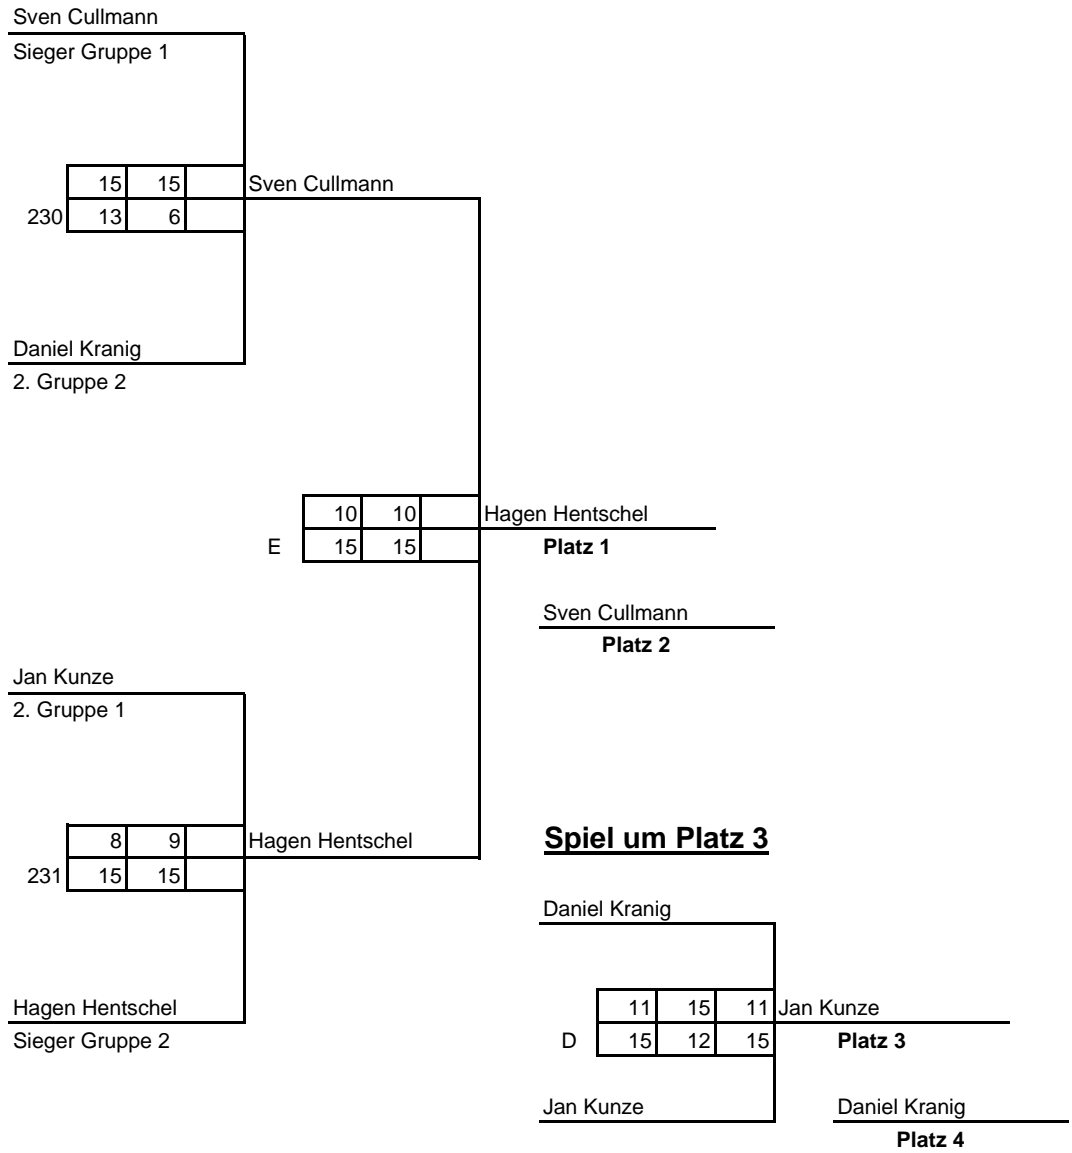 Sven Cullmann
Sieger Gruppe 1
15 15 Sven Cullmann
230 13 6
Daniel Kranig
2. Gruppe 2
10 10 Hagen Hentschel
E 15 15 Platz 1
Sven Cullmann
Platz 2
Jan Kunze
2. Gruppe 1
8 9 Hagen Hentschel
231 15 15
Hagen Hentschel
Sieger Gruppe 2
Spiel um Platz 3
Daniel Kranig
11 15 11 Jan Kunze
D 15 12 15 Platz 3
Jan Kunze
Daniel Kranig
Platz 4